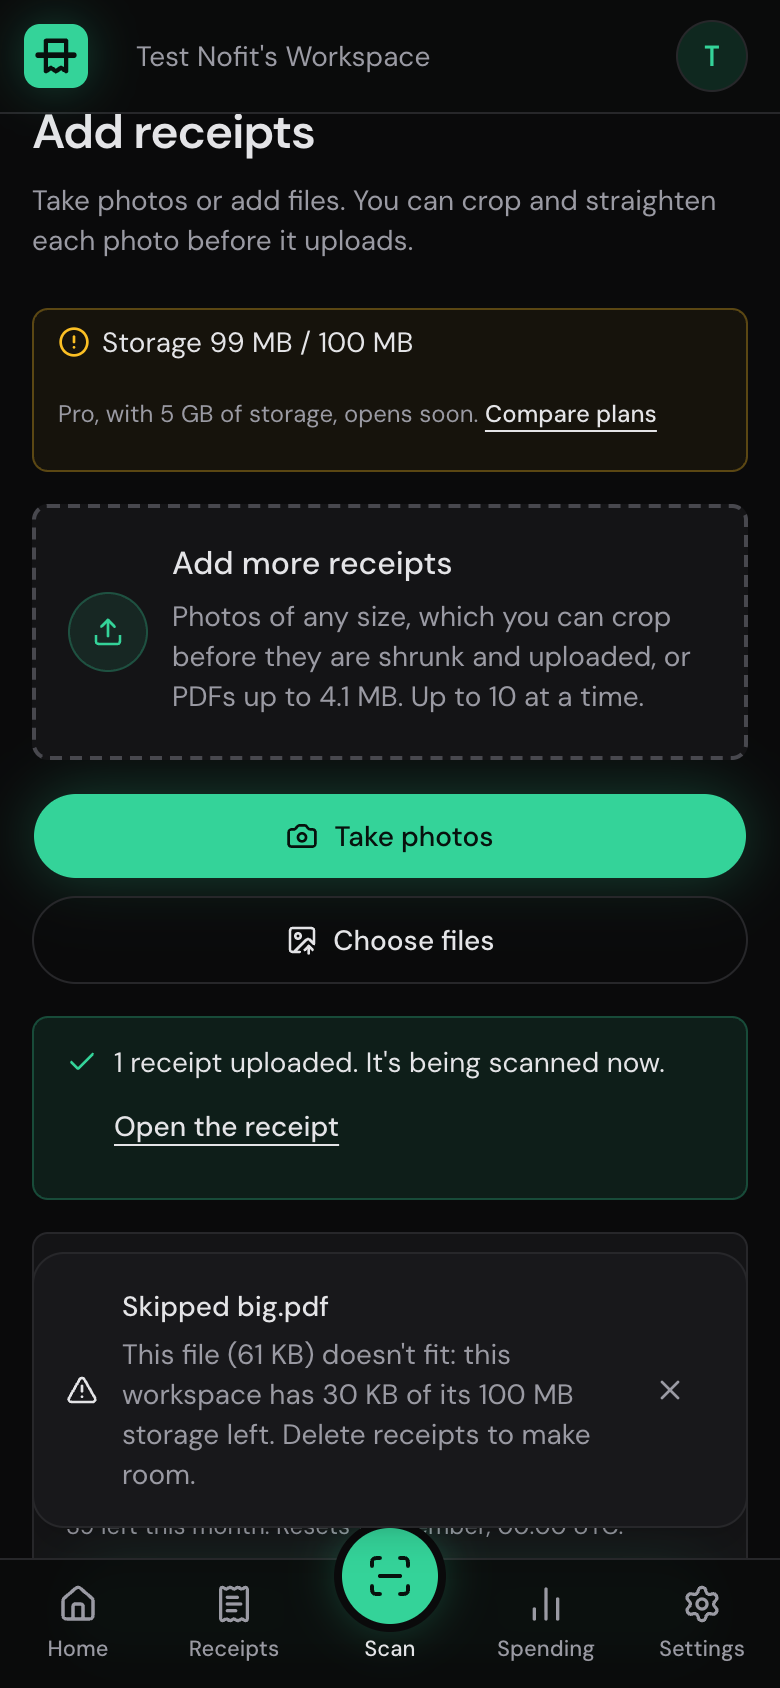 Test Nofit's Workspace
T
Add receipts
Take photos or add files. You can crop and straighten
each photo before it uploads.
Storage 99 MB / 100 MB
Pro, with 5 GB of storage, opens soon. Compare plans
Add more receipts
Photos of any size, which you can crop
before they are shrunk and uploaded, or
PDFs up to 4.1 MB. Up to 10 at a time.
Take photos
Choose files
1 receipt uploaded. It's being scanned now.
Open the receipt
Skipped big.pdf
This file (61 KB) doesn't fit: this
workspace has 30 KB of its 100 MB
storage left. Delete receipts to make
room.
left this month. Resets
Home
Receipts
Scan
Spending
Settings